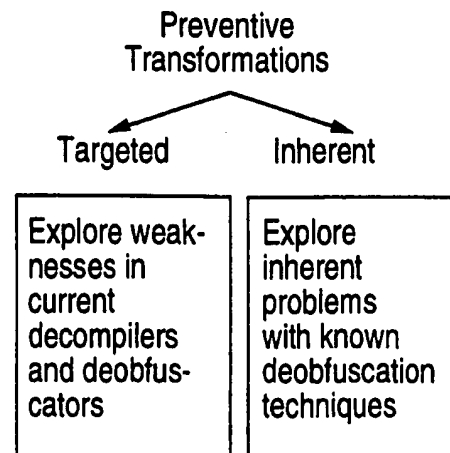 Preventive
Transformations
Targeted
Inherent
Explore weak-
nesses in
current
decompilers
and deobfus-
cators
Explore
inherent
problems
with known
deobfuscation
techniques